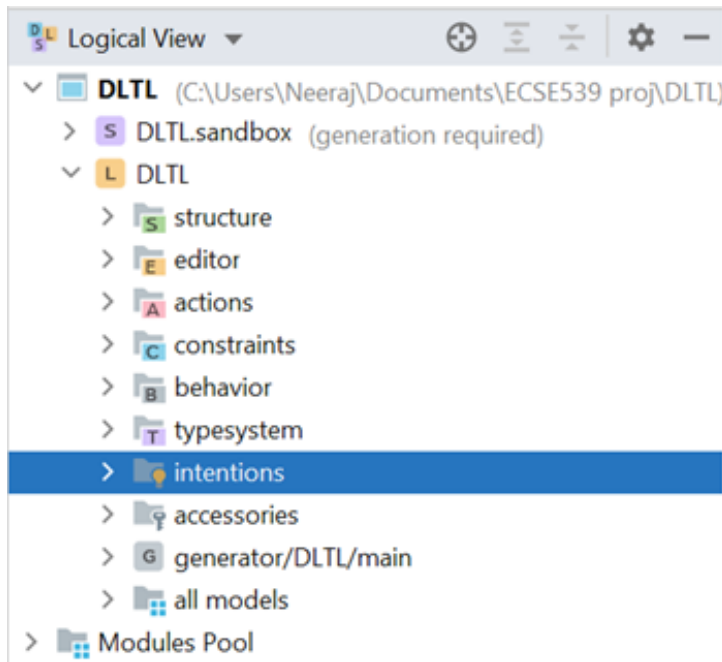 D L S Logical View
DLTL (C:\Users\Neeraj\Documents\ECSE539 proj\DLTL)
S DLTL.sandbox (generation required)
L DLTL
S structure
E editor
A actions
C constraints
B behavior
T typesystem
intentions
accessories
G generator/DLTL/main
all models
Modules Pool